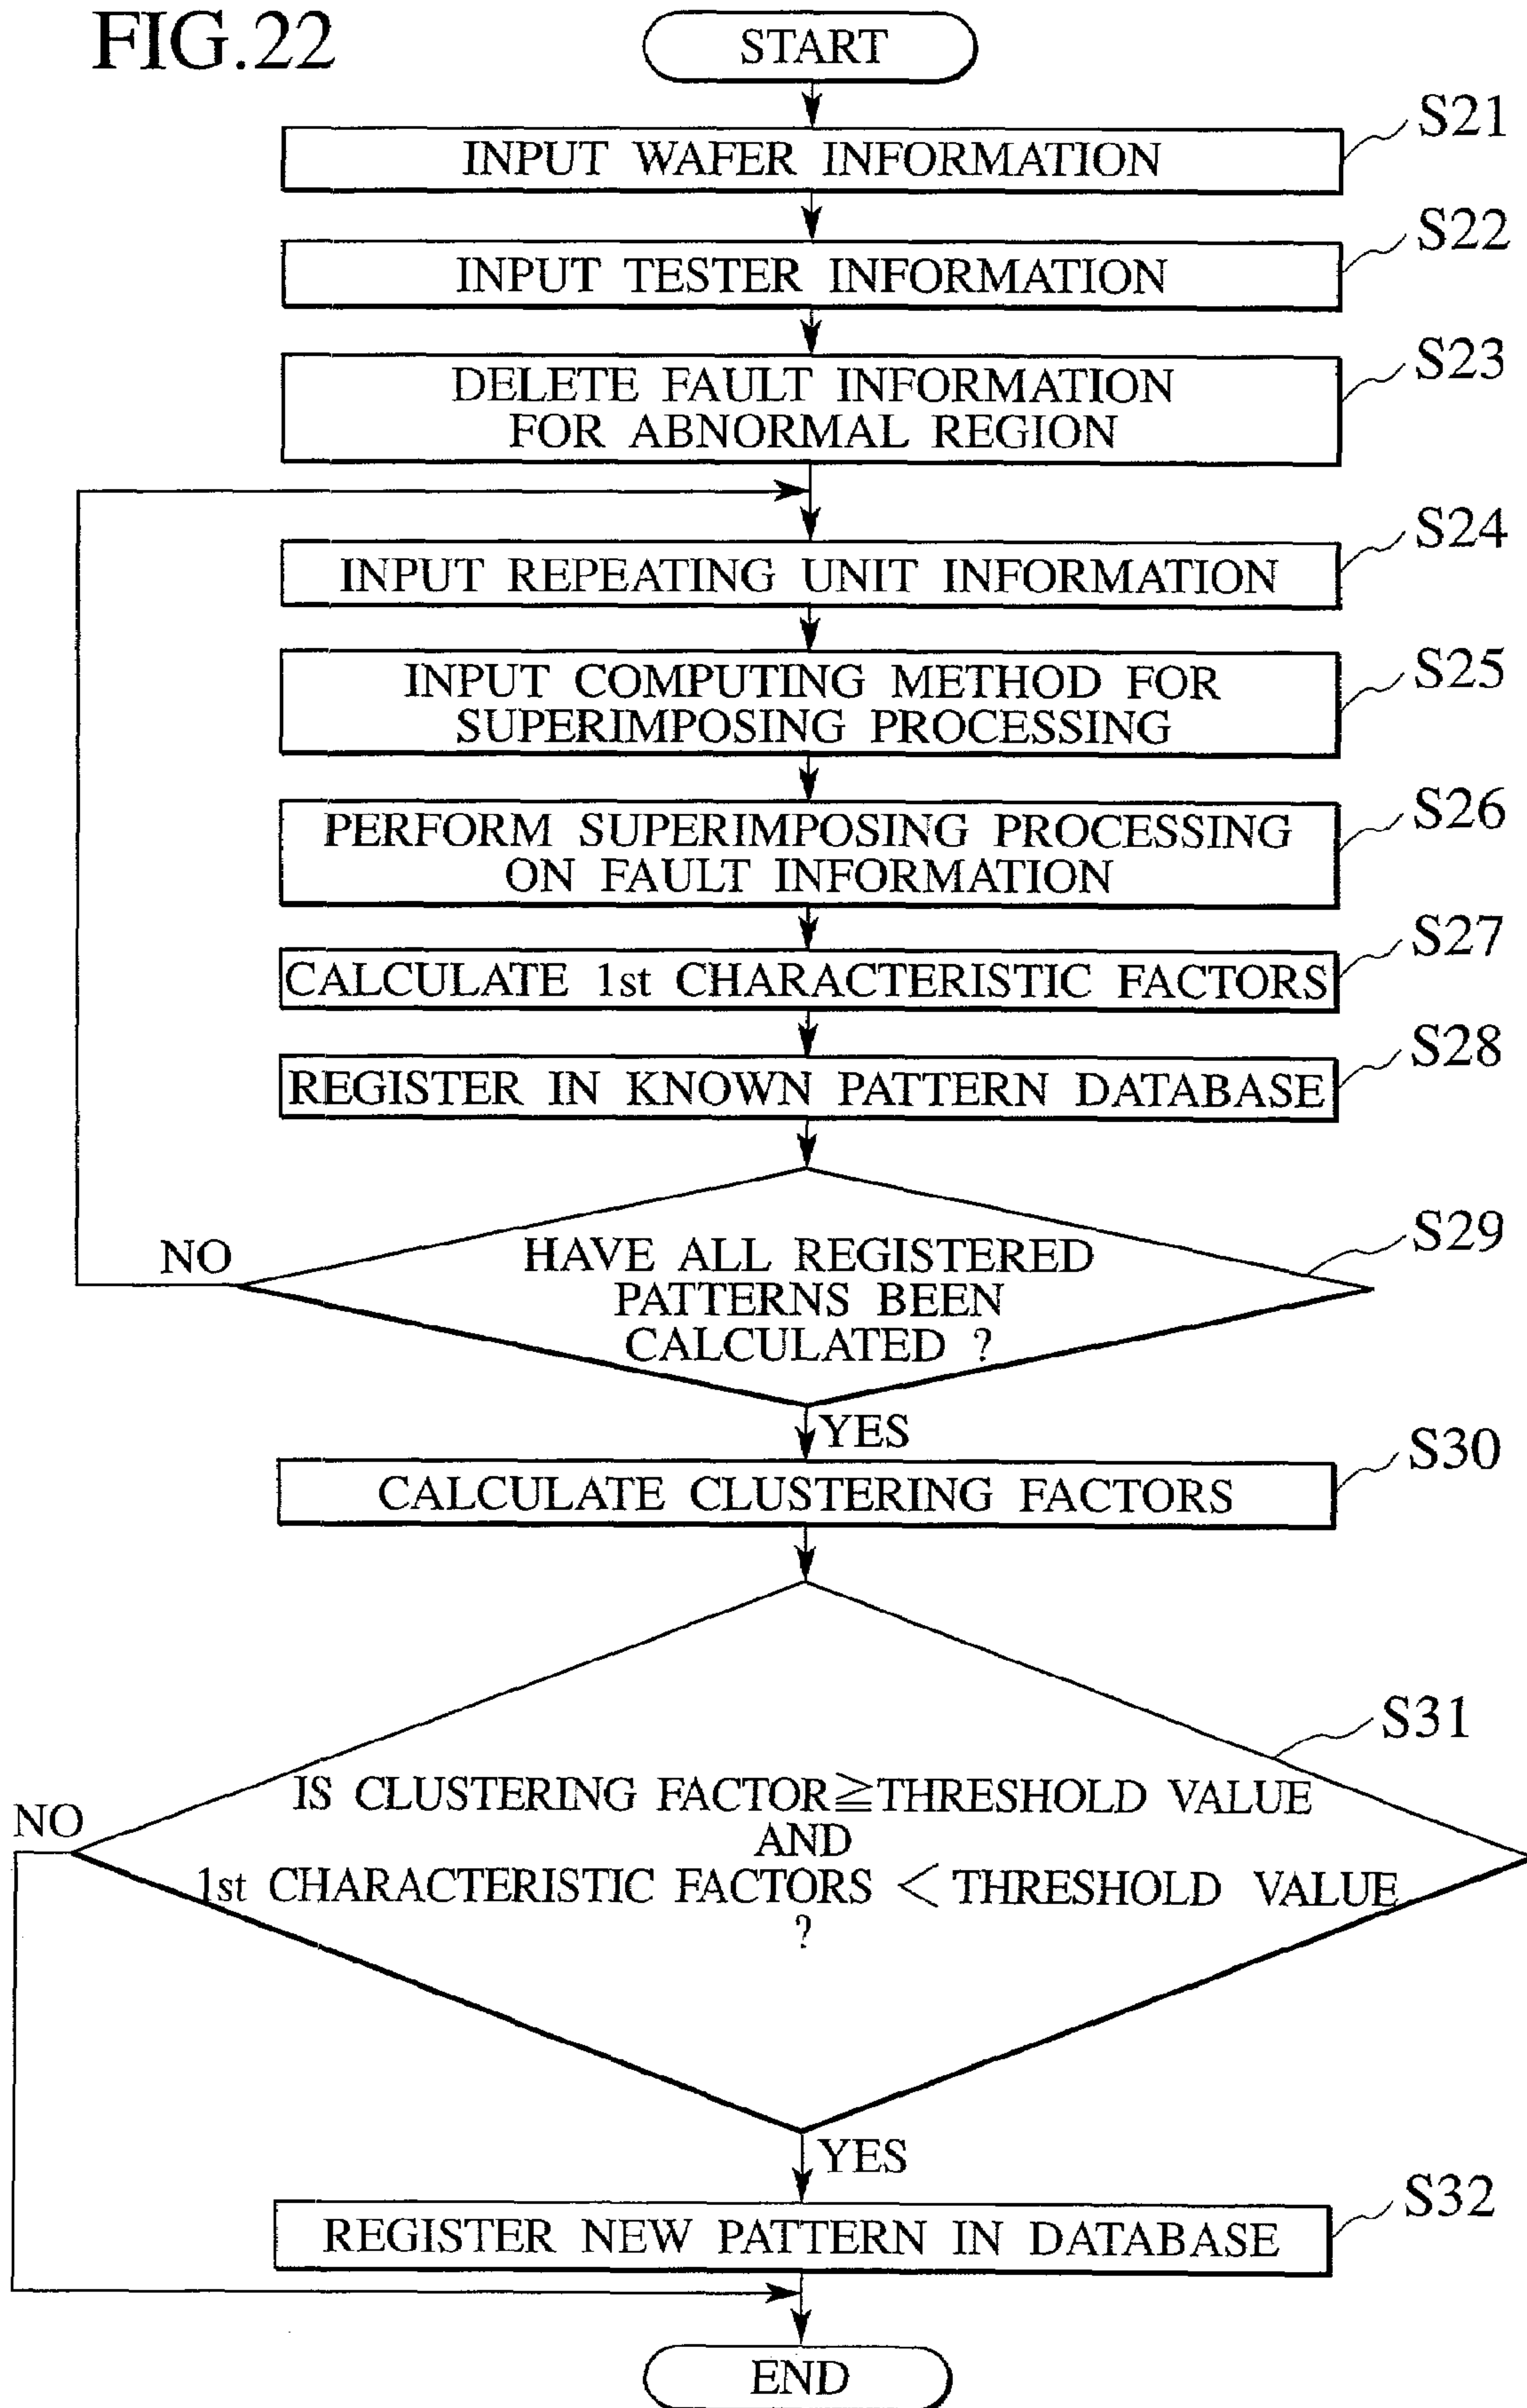 FIG.22
START
S21
INPUT WAFER INFORMATION
S22
INPUT TESTER INFORMATION
S23
DELETE FAULT INFORMATION
FOR ABNORMAL REGION
S24
INPUT REPEATING UNIT INFORMATION
S25
INPUT COMPUTING METHOD FOR
SUPERIMPOSING PROCESSING
S26
PERFORM SUPERIMPOSING PROCESSING
ON FAULT INFORMATION
S27
CALCULATE 1st CHARACTERISTIC FACTORS
S28
REGISTER IN KNOWN PATTERN DATABASE
S29
NO
HAVE ALL REGISTERED
PATTERNS BEEN
CALCULATED ?
YES
S30
CALCULATE CLUSTERING FACTORS
S31
IS CLUSTERING FACTOR≧THRESHOLD VALUE
NO
AND
1st CHARACTERISTIC FACTORS < THRESHOLD VALUE
?
YES
S32
REGISTER NEW PATTERN IN DATABASE
END